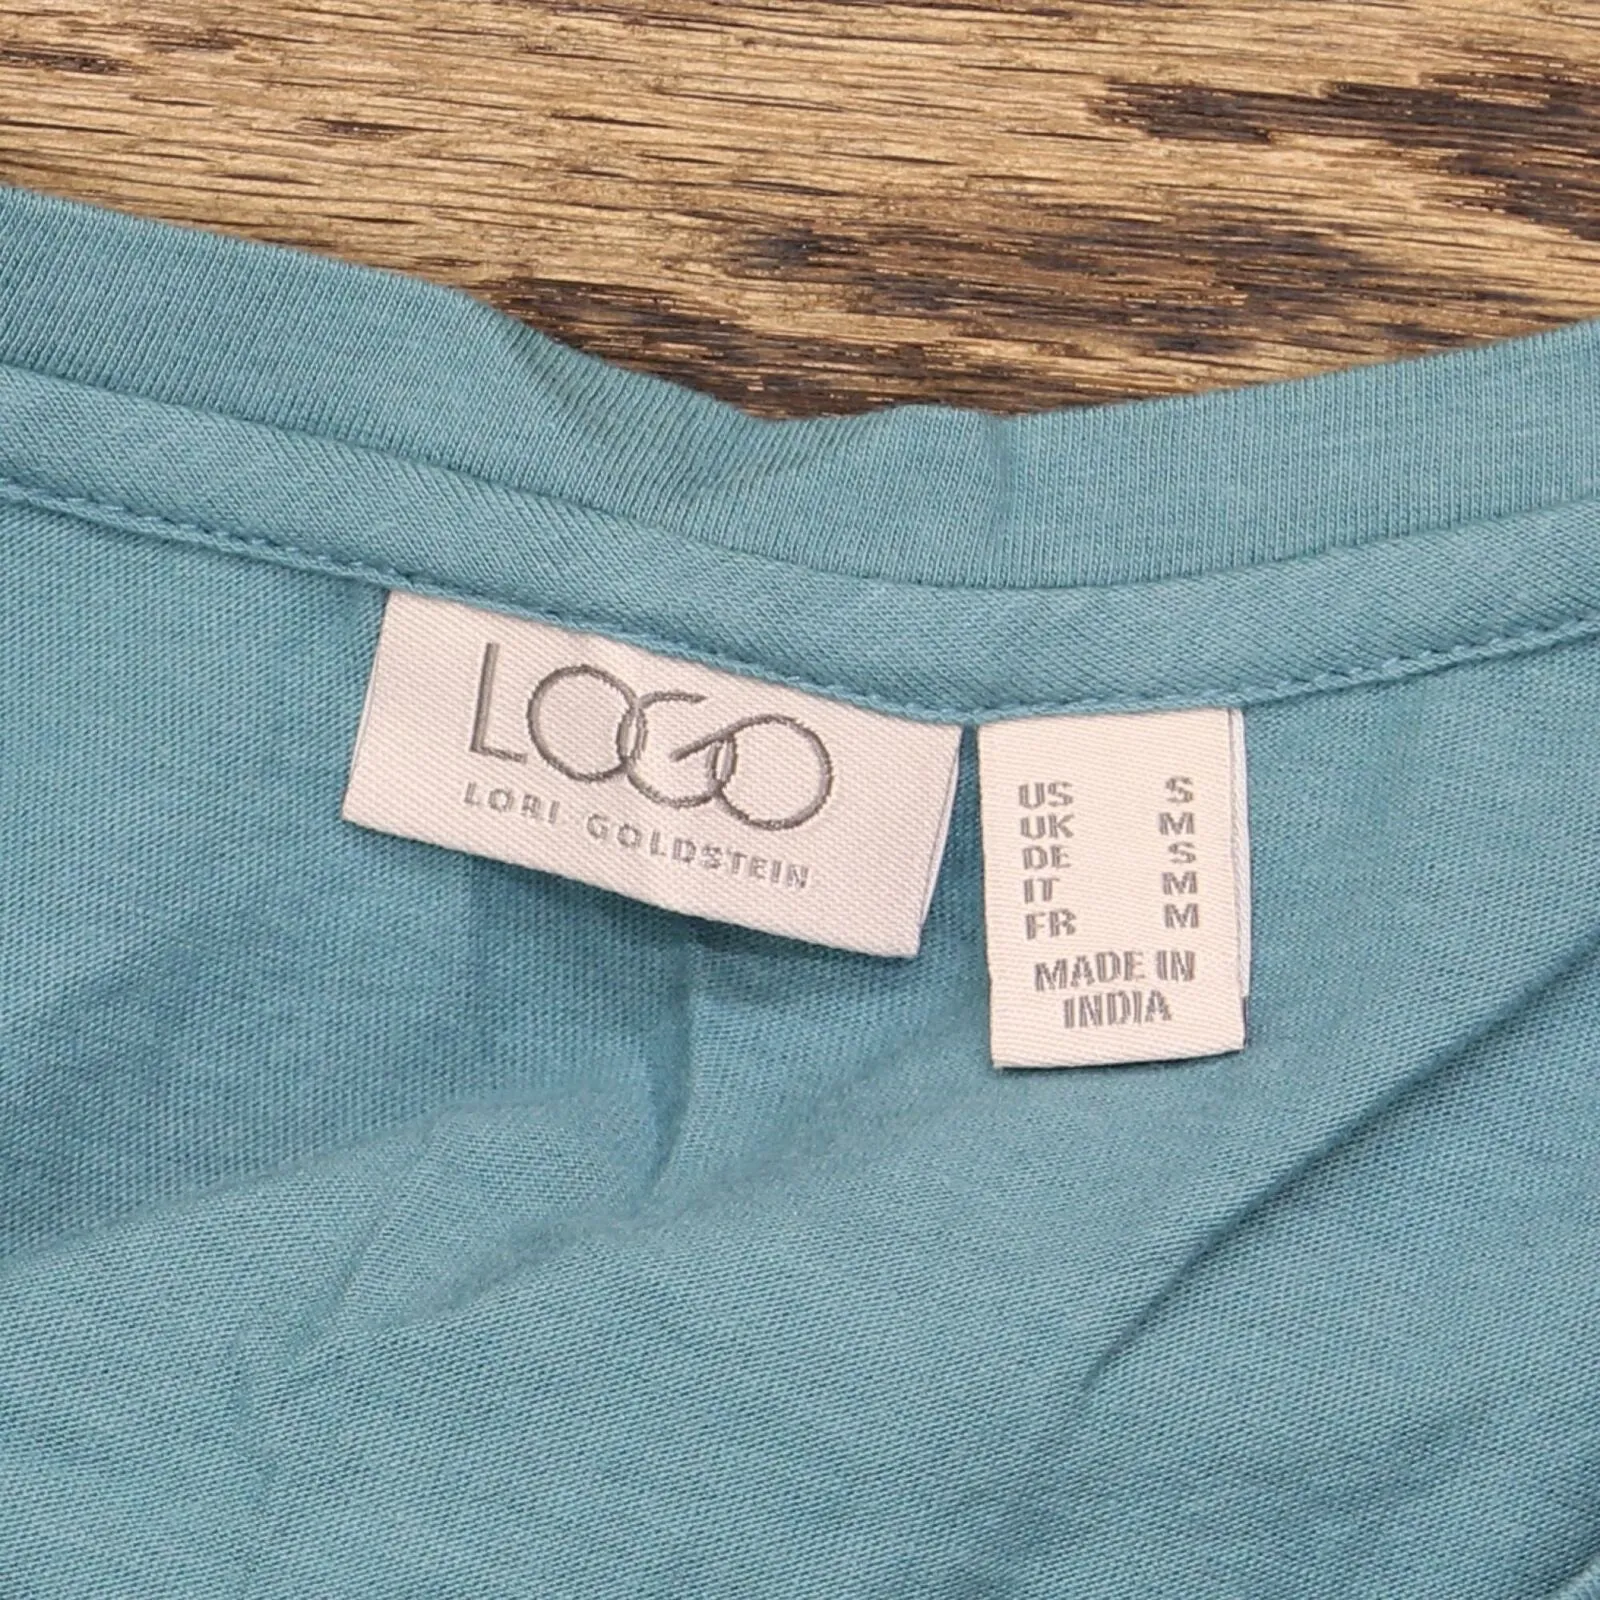 LOGO
LORI GOLDSTEIN
US S
UK M
DE S
IT M
FR M
MADE IN
INDIA